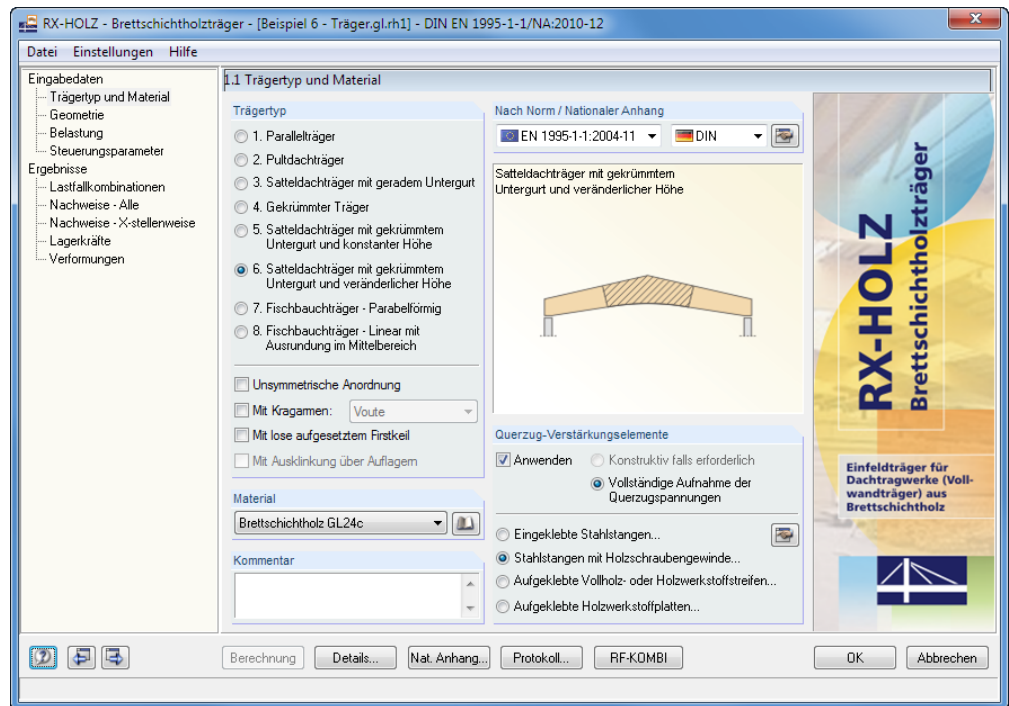 RX-HOLZ - Brettschichtholzträger - [Beispiel 6 - Träger.gl.rh1] - DIN EN 1995-1-1/NA:2010-12
Datei Einstellungen Hilfe
Eingabedaten
Trägertyp und Material
Geometrie
Belastung
Steuerungsparameter
Ergebnisse
Lastfallkombinationen
Nachweise - Alle
Nachweise - X-stellenweise
Lagerkräfte
Verformungen
1.1 Trägertyp und Material
Trägertyp
1. Parallelträger
2. Pultdachträger
3. Satteldachträger mit geradem Untergurt
4. Gekrümmter Träger
5. Satteldachträger mit gekrümmtem
Untergurt und konstanter Höhe
6. Satteldachträger mit gekrümmtem
Untergurt und veränderlicher Höhe
7. Fischbauchträger - Parabelförmig
8. Fischbauchträger - Linear mit
Ausrundung im Mittelbereich
Unsymmetrische Anordnung
Mit Kragarmen: Voute
Mit lose aufgesetztem Firstkeil
Mit Ausklinkung über Auflagern
Material
Brettschichtholz GL24c
Kommentar
Nach Norm / Nationaler Anhang
EN 1995-1-1:2004-11 DIN
Satteldachträger mit gekrümmtem
Untergurt und veränderlicher Höhe
Querzug-Verstärkungselemente
Anwenden Konstruktiv falls erforderlich
Vollständige Aufnahme der
Querzugspannungen
Eingeklebte Stahlstangen...
Stahlstangen mit Holzschraubengewinde...
Aufgeklebte Vollholz- oder Holzwerkstoffstreifen...
Aufgeklebte Holzwerkstoffplatten...
RX-HOLZ
Brettschichtholzträger
Einfeldträger für
Dachtragwerke (Voll-
wandträger) aus
Brettschichtholz
Berechnung Details... Nat. Anhang... Protokoll... RF-KOMBI OK Abbrechen